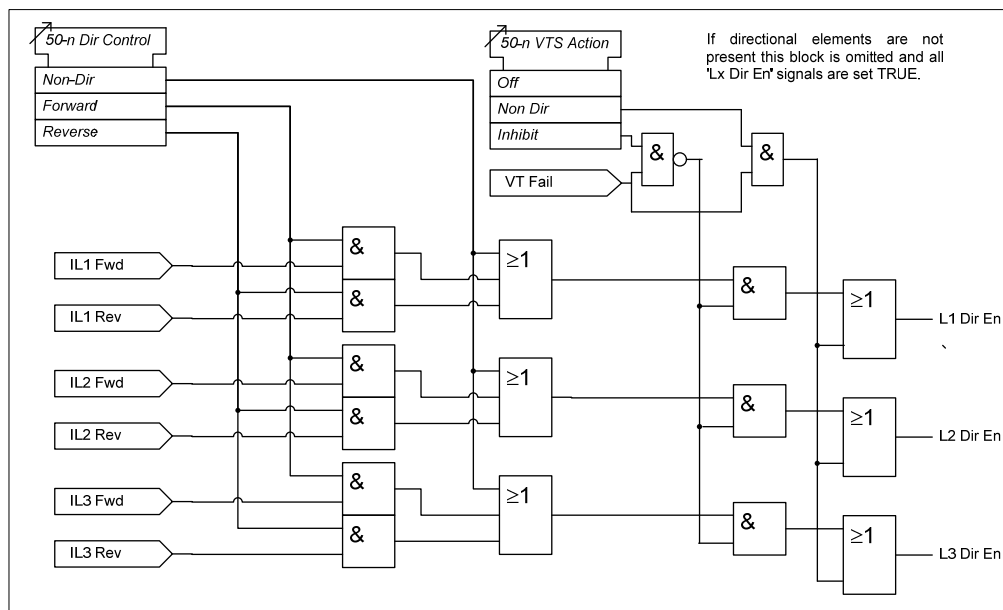 50-n Dir Control
Non-Dir
Forward
Reverse
50-n VTS Action
Off
Non Dir
Inhibit
VT Fail
If directional elements are not
present this block is omitted and all
'Lx Dir En' signals are set TRUE.
&
&
IL1 Fwd
IL1 Rev
&
&
≥1
&
≥1
L1 Dir En
IL2 Fwd
IL2 Rev
&
&
≥1
&
≥1
L2 Dir En
IL3 Fwd
IL3 Rev
&
&
≥1
&
≥1
L3 Dir En